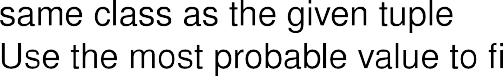 same class as the given tuple
Use the most probable value to fi